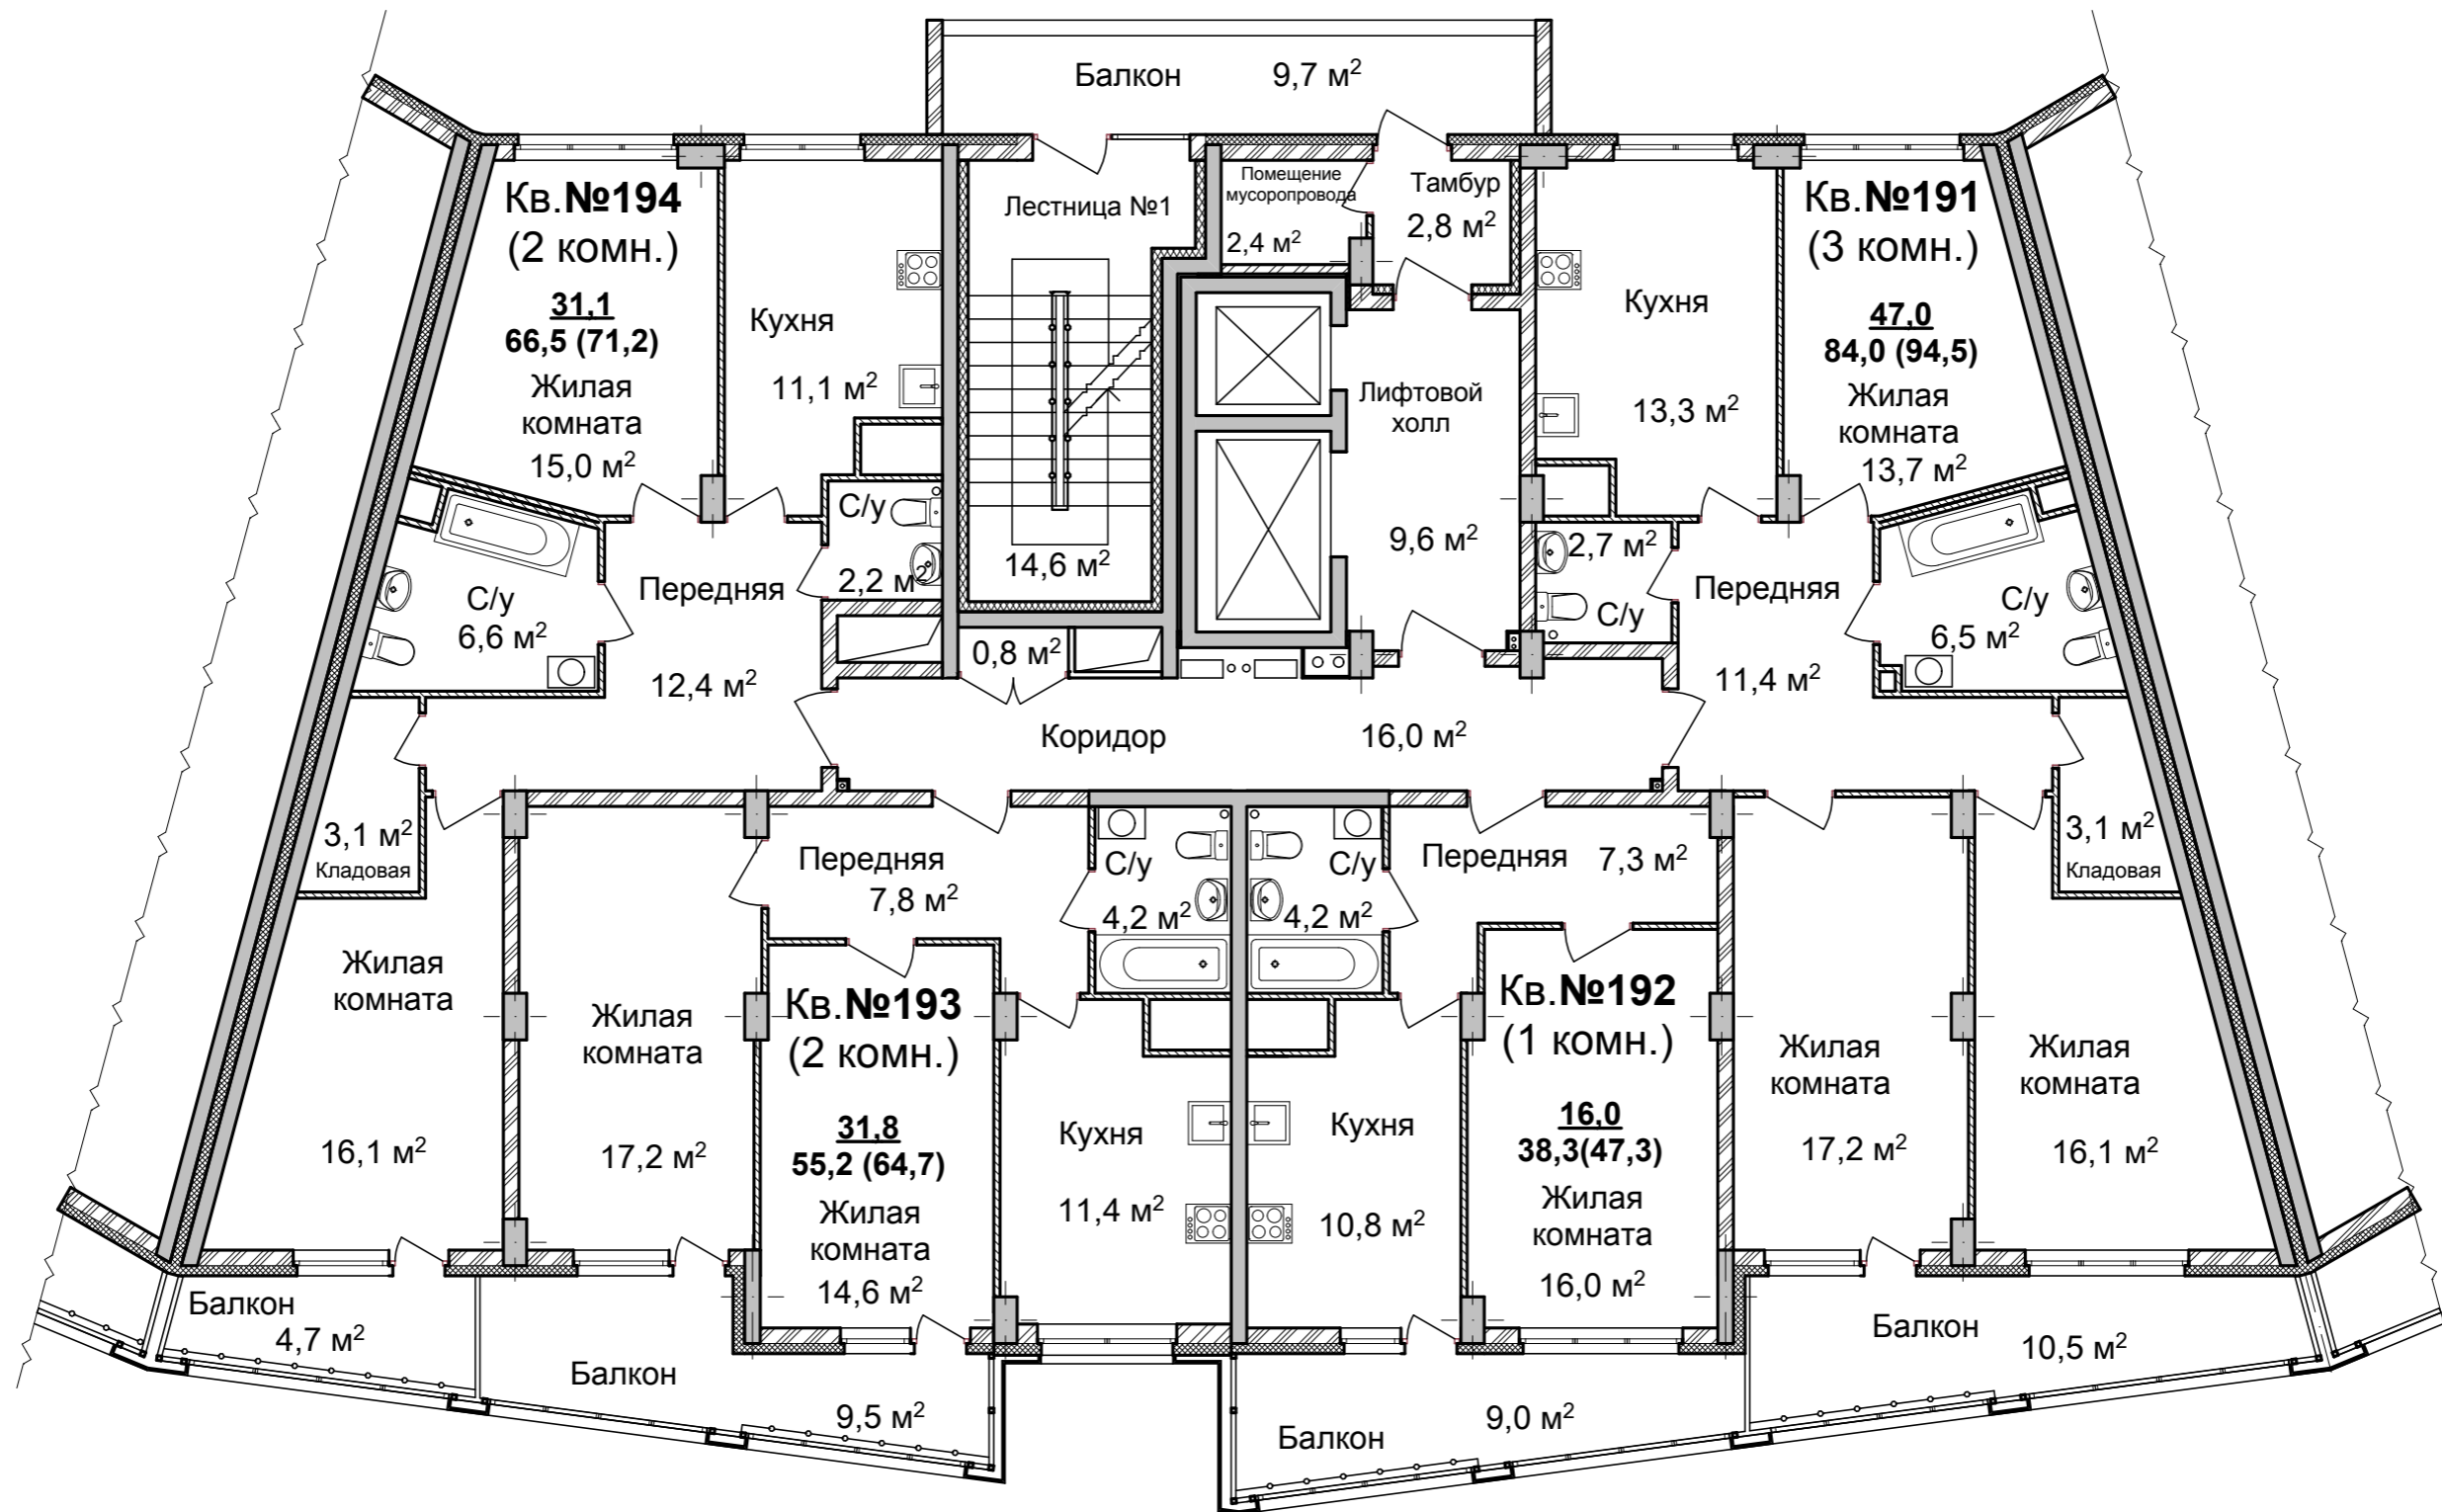 Балкон 9,7 м²
Кв.№194
(2 комн.)
31,1
66,5 (71,2)
Жилая
комната
15,0 м²
Кухня
11,1 м²
Лестница №1
14,6 м²
Помещение
мусоропровода
2,4 м²
Тамбур
2,8 м²
Лифтовой
холл
9,6 м²
Кухня
13,3 м²
Кв.№191
(3 комн.)
47,0
84,0 (94,5)
Жилая
комната
13,7 м²
С/у
2,2 м²
С/у
6,6 м²
Передняя
12,4 м²
0,8 м²
2,7 м²
С/у
Передняя
11,4 м²
С/у
6,5 м²
Коридор 16,0 м²
3,1 м²
Кладовая
Передняя
7,8 м²
С/у
4,2 м²
С/у
4,2 м²
Передняя 7,3 м²
3,1 м²
Кладовая
Жилая
комната
16,1 м²
Жилая
комната
17,2 м²
Кв.№193
(2 комн.)
31,8
55,2 (64,7)
Жилая
комната
14,6 м²
Кухня
11,4 м²
Кухня
10,8 м²
Кв.№192
(1 комн.)
16,0
38,3(47,3)
Жилая
комната
16,0 м²
Жилая
комната
17,2 м²
Жилая
комната
16,1 м²
Балкон
4,7 м²
Балкон
9,5 м²
Балкон
9,0 м²
Балкон
10,5 м²